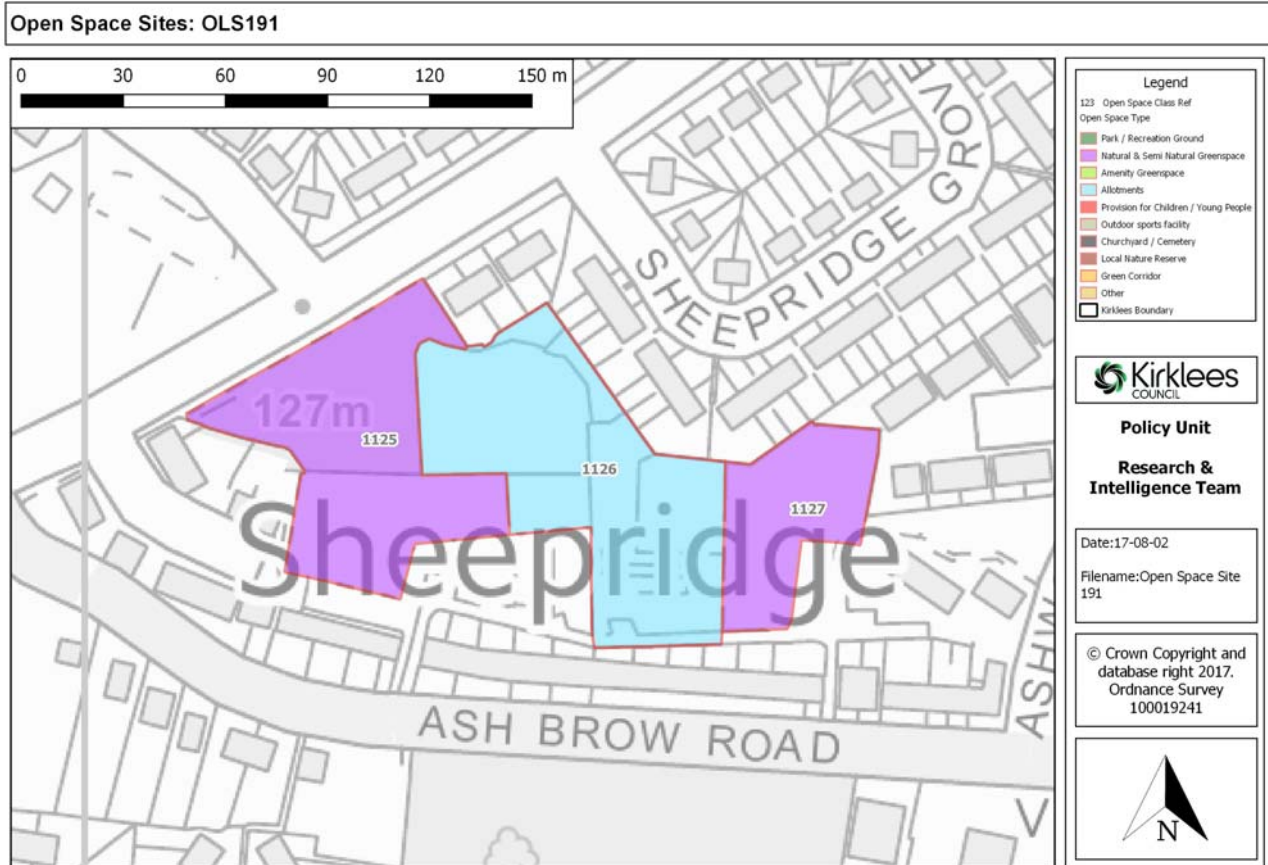 Open Space Sites: OLS191
0 30 60 90 120 150 m
SHEEPRIDGE GROVE
127m
1125
1126
1127
Sheepridge
ASH BROW ROAD
ASHW
V
Legend
123 Open Space Class Ref
Open Space Type
Park / Recreation Ground
Natural & Semi Natural Greenspace
Amenity Greenspace
Allotments
Provision for Children / Young People
Outdoor sports facility
Churchyard / Cemetery
Local Nature Reserve
Green Corridor
Other
Kirklees Boundary
Kirklees
COUNCIL
Policy Unit
Research &
Intelligence Team
Date:17-08-02
Filename:Open Space Site
191
© Crown Copyright and
database right 2017.
Ordnance Survey
100019241
N